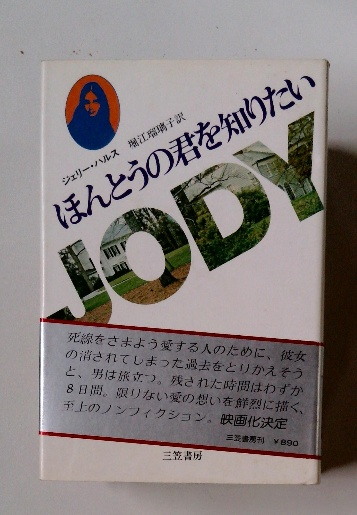 ジェリー・ハルス
堀江瑠璃子訳
ほんとうの君を知りたい
JODY
死線をさまよう愛する人のために、彼女
の消されてしまった過去をとりかえそう
と、男は旅立つ。残された時間はわずか
8日間。限りない愛の想いを鮮烈に描く、
至上のノンフィクション。映画化決定
三笠書房刊 ￥890
三笠書房